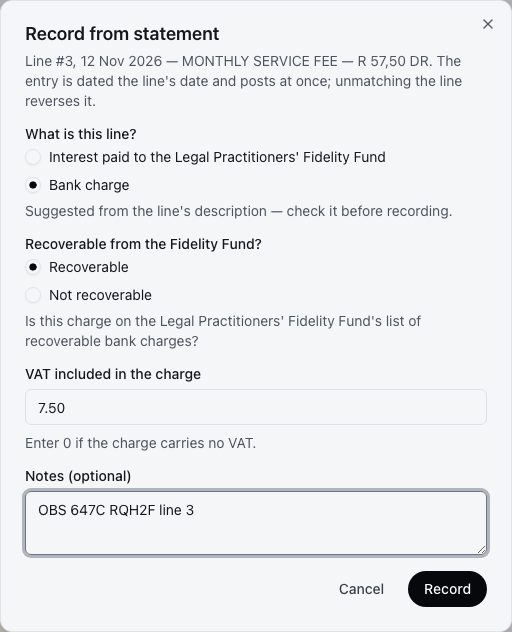 Record from statement
Line #3, 12 Nov 2026 — MONTHLY SERVICE FEE — R 57,50 DR. The
entry is dated the line's date and posts at once; unmatching the line
reverses it.
What is this line?
Interest paid to the Legal Practitioners' Fidelity Fund
Bank charge
Suggested from the line's description — check it before recording.
Recoverable from the Fidelity Fund?
Recoverable
Not recoverable
Is this charge on the Legal Practitioners' Fidelity Fund's list of
recoverable bank charges?
VAT included in the charge
7.50
Enter 0 if the charge carries no VAT.
Notes (optional)
OBS 647C RQH2F line 3
Cancel
Record